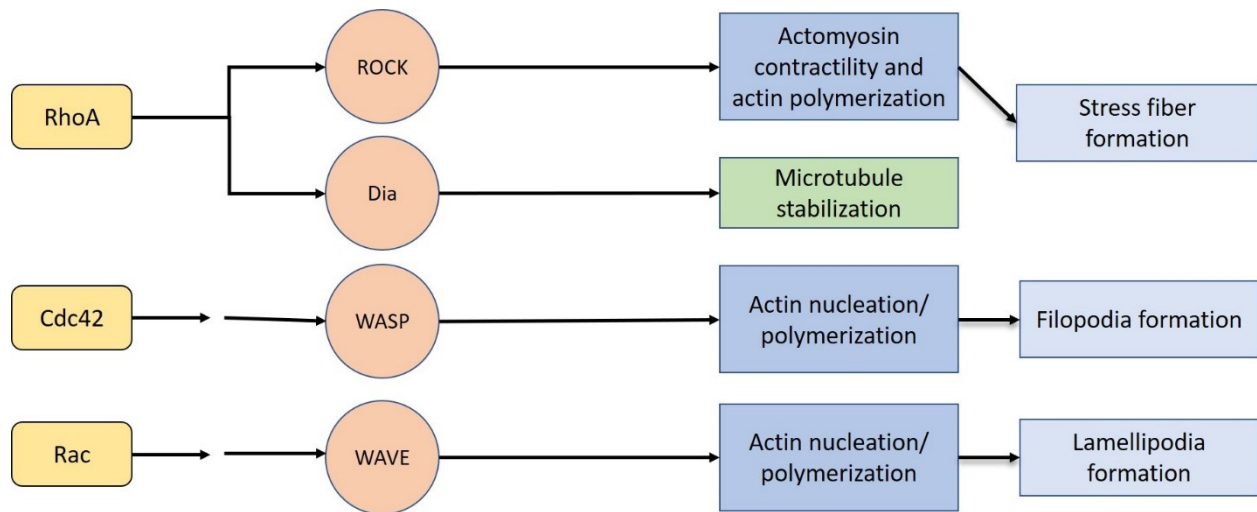 RhoA
ROCK
Actomyosin
contractility and
actin polymerization
Stress fiber
formation
Dia
Microtubule
stabilization
Cdc42
WASP
Actin nucleation/
polymerization
Filopodia formation
Rac
WAVE
Actin nucleation/
polymerization
Lamellipodia
formation